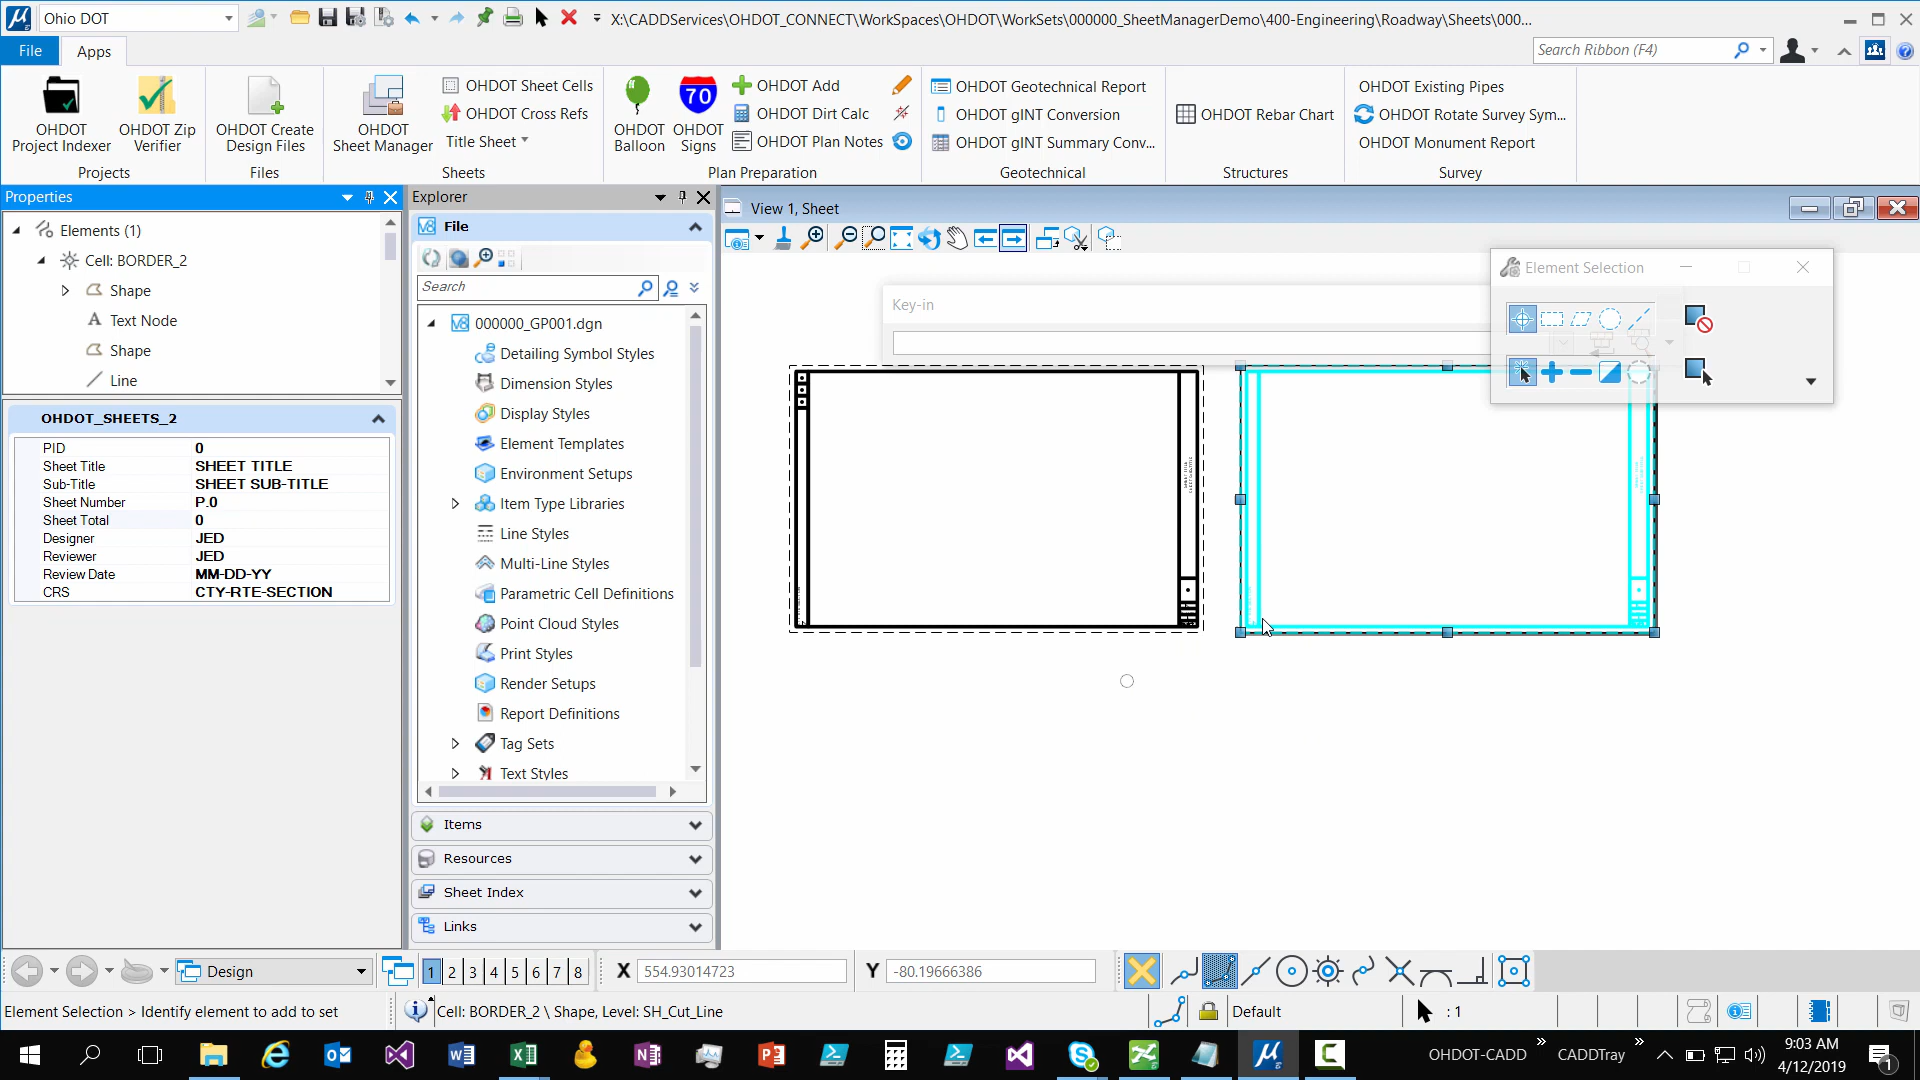 Ohio DOT
X:\CADDServices\OHDOT_CONNECT\WorkSpaces\OHDOT\WorkSets\000000_SheetManagerDemo\400-Engineering\Roadway\Sheets\000...
File
Apps
Search Ribbon (F4)
OHDOT Project Indexer
OHDOT Zip Verifier
Projects
OHDOT Create Design Files
Files
OHDOT Sheet Manager
OHDOT Sheet Cells
OHDOT Cross Refs
Title Sheet
Sheets
OHDOT Balloon
70
OHDOT Signs
OHDOT Add
OHDOT Dirt Calc
OHDOT Plan Notes
Plan Preparation
OHDOT Geotechnical Report
OHDOT gINT Conversion
OHDOT gINT Summary Conv...
Geotechnical
OHDOT Rebar Chart
Structures
OHDOT Existing Pipes
OHDOT Rotate Survey Sym...
OHDOT Monument Report
Survey
Properties
Elements (1)
Cell: BORDER_2
Shape
Text Node
Shape
Line
OHDOT_SHEETS_2
PID 0
Sheet Title SHEET TITLE
Sub-Title SHEET SUB-TITLE
Sheet Number P.0
Sheet Total 0
Designer JED
Reviewer JED
Review Date MM-DD-YY
CRS CTY-RTE-SECTION
Explorer
File
Search
000000_GP001.dgn
Detailing Symbol Styles
Dimension Styles
Display Styles
Element Templates
Environment Setups
Item Type Libraries
Line Styles
Multi-Line Styles
Parametric Cell Definitions
Point Cloud Styles
Print Styles
Render Setups
Report Definitions
Tag Sets
Text Styles
Items
Resources
Sheet Index
Links
View 1, Sheet
Key-in
Element Selection
Design
1 2 3 4 5 6 7 8
X 554.93014723
Y -80.19666386
Element Selection > Identify element to add to set
Cell: BORDER_2 \ Shape, Level: SH_Cut_Line
Default
: 1
OHDOT-CADD
CADDTray
9:03 AM
4/12/2019
1